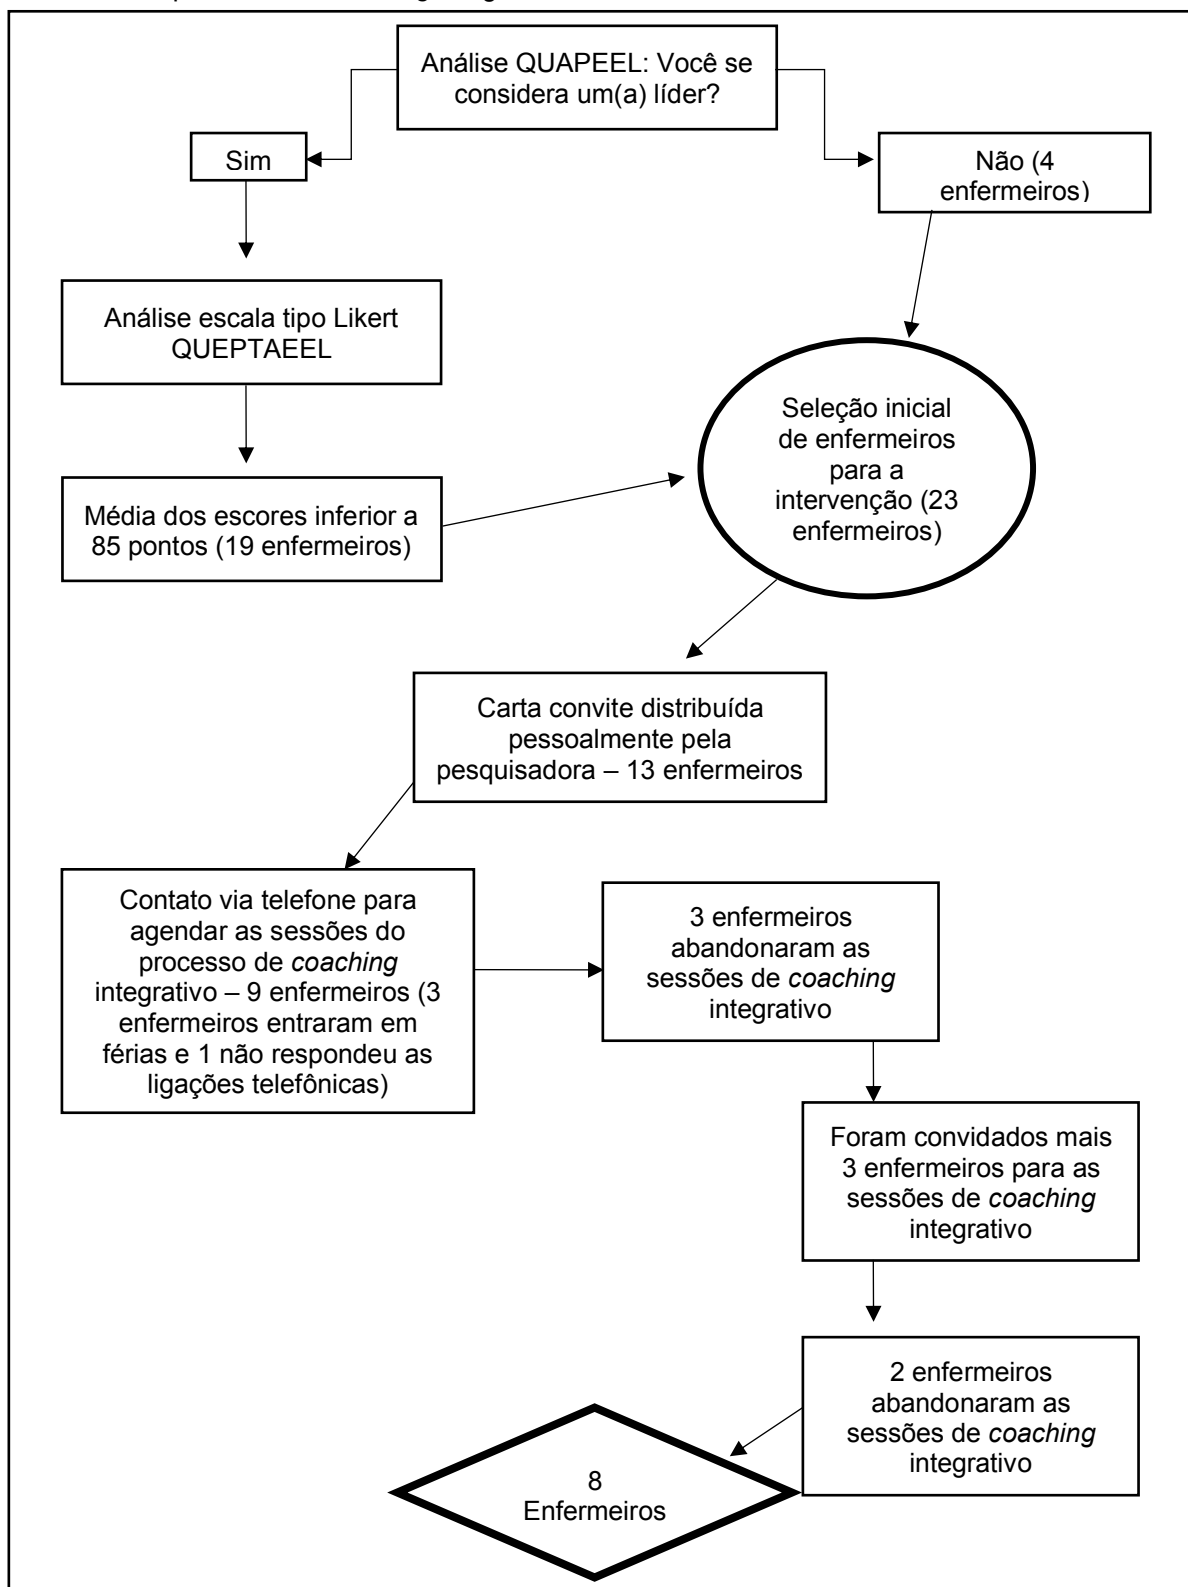 Análise QUAPEEL: Você se
considera um(a) líder?
Sim
Não (4
enfermeiros)
Análise escala tipo Likert
QUEPTAEEL
Seleção inicial
de enfermeiros
para a
intervenção (23
enfermeiros)
Média dos escores inferior a
85 pontos (19 enfermeiros)
Carta convite distribuída
pessoalmente pela
pesquisadora – 13 enfermeiros
Contato via telefone para
agendar as sessões do
processo de coaching
integrativo – 9 enfermeiros (3
enfermeiros entraram em
férias e 1 não respondeu as
ligações telefônicas)
3 enfermeiros
abandonaram as
sessões de coaching
integrativo
Foram convidados mais
3 enfermeiros para as
sessões de coaching
integrativo
2 enfermeiros
abandonaram as
sessões de coaching
integrativo
8
Enfermeiros